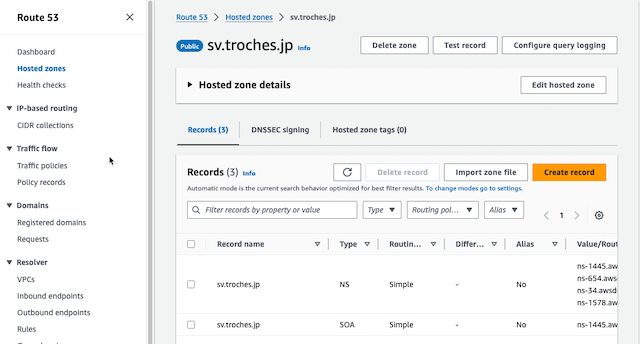 Route 53
Dashboard
Hosted zones
Health checks
IP-based routing
CIDR collections
Traffic flow
Traffic policies
Policy records
Domains
Registered domains
Requests
Resolver
VPCs
Inbound endpoints
Outbound endpoints
Rules
Route 53 > Hosted zones > sv.troches.jp
Public sv.troches.jp Info
Delete zone Test record Configure query logging
Hosted zone details Edit hosted zone
Records (3) DNSSEC signing Hosted zone tags (0)
Records (3) Info Delete record Import zone file Create record
Automatic mode is the current search behavior optimized for best filter results. To change modes go to settings.
Filter records by property or value Type Routing pol... Alias 1
Record name Type Routin... Differ... Alias Value/Rout
sv.troches.jp NS Simple - No
ns-1445.aw
ns-654.aws
ns-34.awsd
ns-1578.aw
sv.troches.jp SOA Simple - No ns-1445.aw